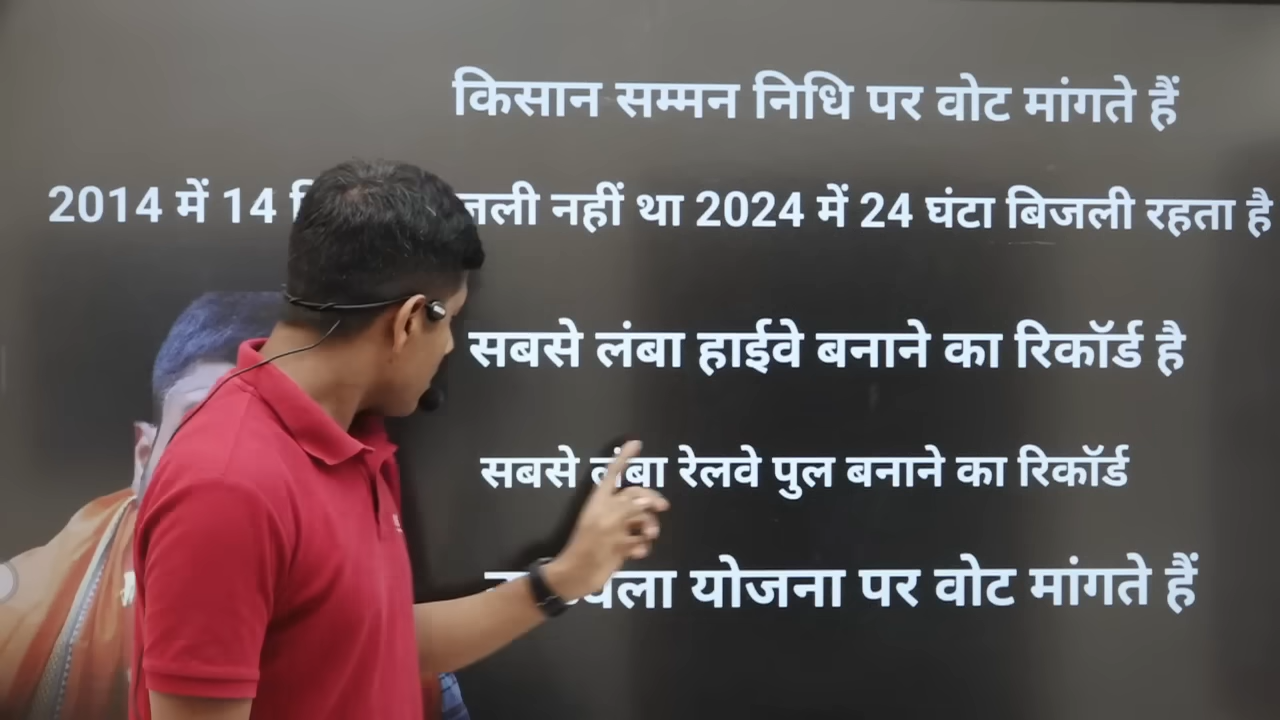 किसान सम्मन निधि पर वोट मांगते हैं
2014 में 14 नहीं था 2024 में 24 घंटा बिजली रहता है
सबसे लंबा हाईवे बनाने का रिकॉर्ड है
सबसे लंबा रेलवे पुल बनाने का रिकॉर्ड
योजना पर वोट मांगते हैं